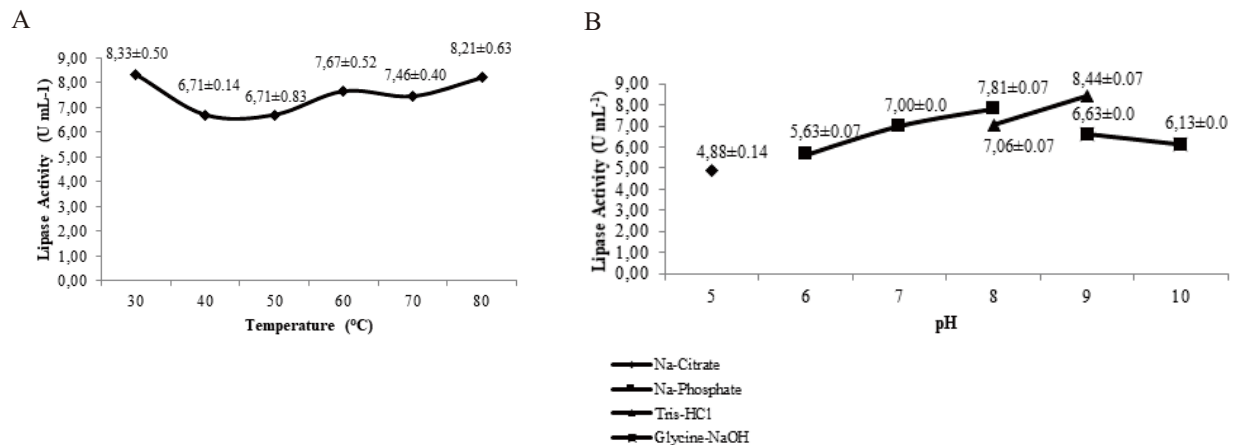 A
8,33±0.50
6,71±0.14
6,71±0.83
7,67±0.52
7,46±0.40
8,21±0.63
9,00
8,00
7,00
6,00
5,00
4,00
3,00
2,00
1,00
0,00
Lipase Activity (U mL-1)
30 40 50 60 70 80
Temperature (⁰C)
B
4,88±0.14
5,63±0.07
7,00±0.0
7,81±0.07
7,06±0.07
8,44±0.07
6,63±0.0
6,13±0.0
9,00
8,00
7,00
6,00
5,00
4,00
3,00
2,00
1,00
0,00
Lipase Activity (U mL⁻¹)
5 6 7 8 9 10
pH
Na-Citrate
Na-Phosphate
Tris-HC1
Glycine-NaOH